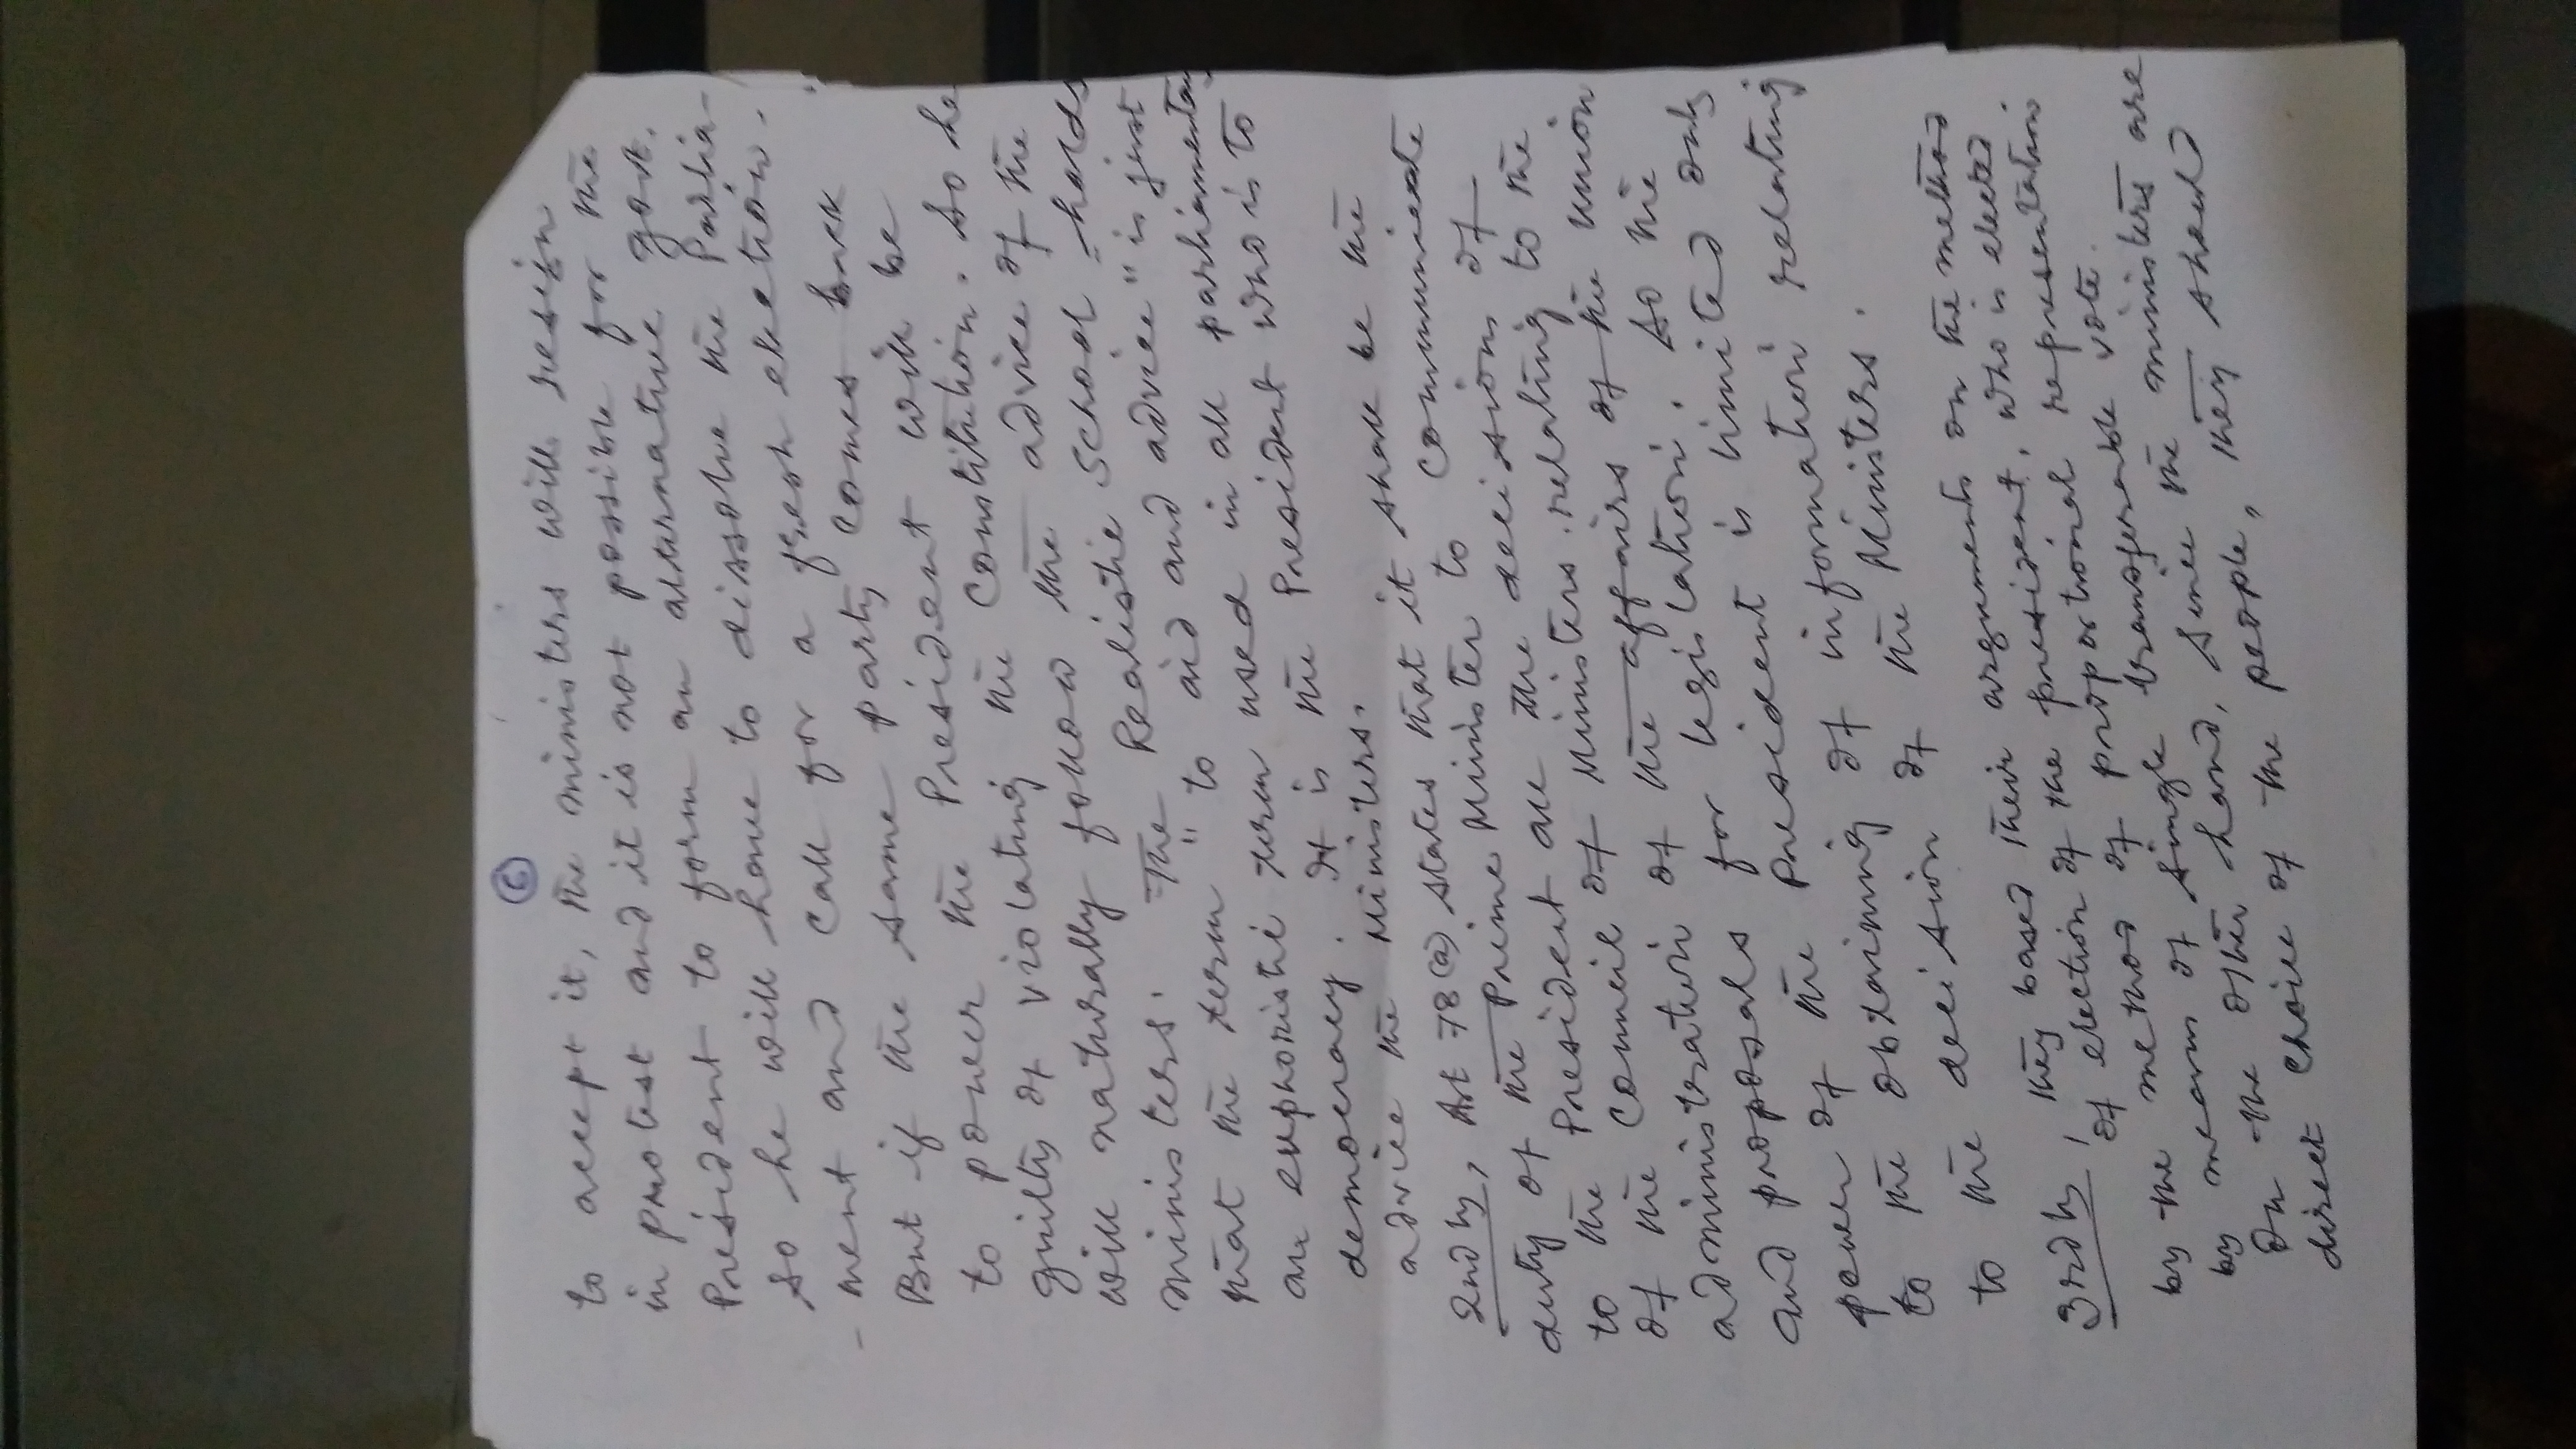 6
to accept it, the ministers will resign
in protest and it is not possible for the
President to form an alternative govt.
so he will have to dissolve the Parlia-
-ment and call for a fresh election.
But if the same party comes back
to power the President will be
guilty of violating the Constitution. So he
will naturally follow the advice of the
ministers. The Realistic School holds
that the term "to aid and advice" is just
an euphoristic term used in all parliamentary
democracy. It is the President who is to
advice the Ministers.
2ndly, Art 78(a) states that it shall be the
duty of the Prime Minister to communicate
to the President all the decisions of
of the Council of Ministers relating to the
administration of the affairs of the union
and proposals for legislation. So the
power of the President is limited only
to the obtaining of information relating
to the decision of the Ministers.
3rdly, they based their arguments on the method
of election of the president, who is elected
by the method of proportional representation
by means of single transferable vote.
On the other hand, since the ministers are
direct choice of the people, they should